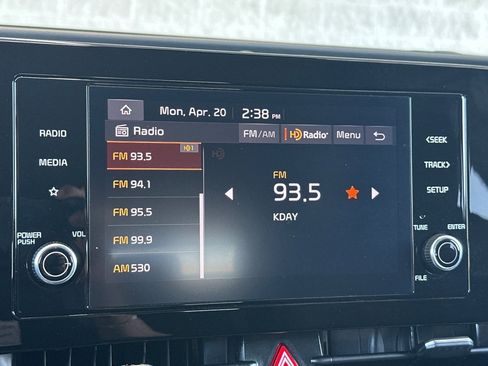 Mon, Apr. 20 2:38 PM
Radio FM/AM HD Radio Menu
RADIO
MEDIA
POWER PUSH VOL
FM 93.5 HD1
FM 94.1
FM 95.5
FM 99.9
AM 530
HD
FM
93.5
KDAY
<SEEK
TRACK>
SETUP
TUNE ENTER
FILE